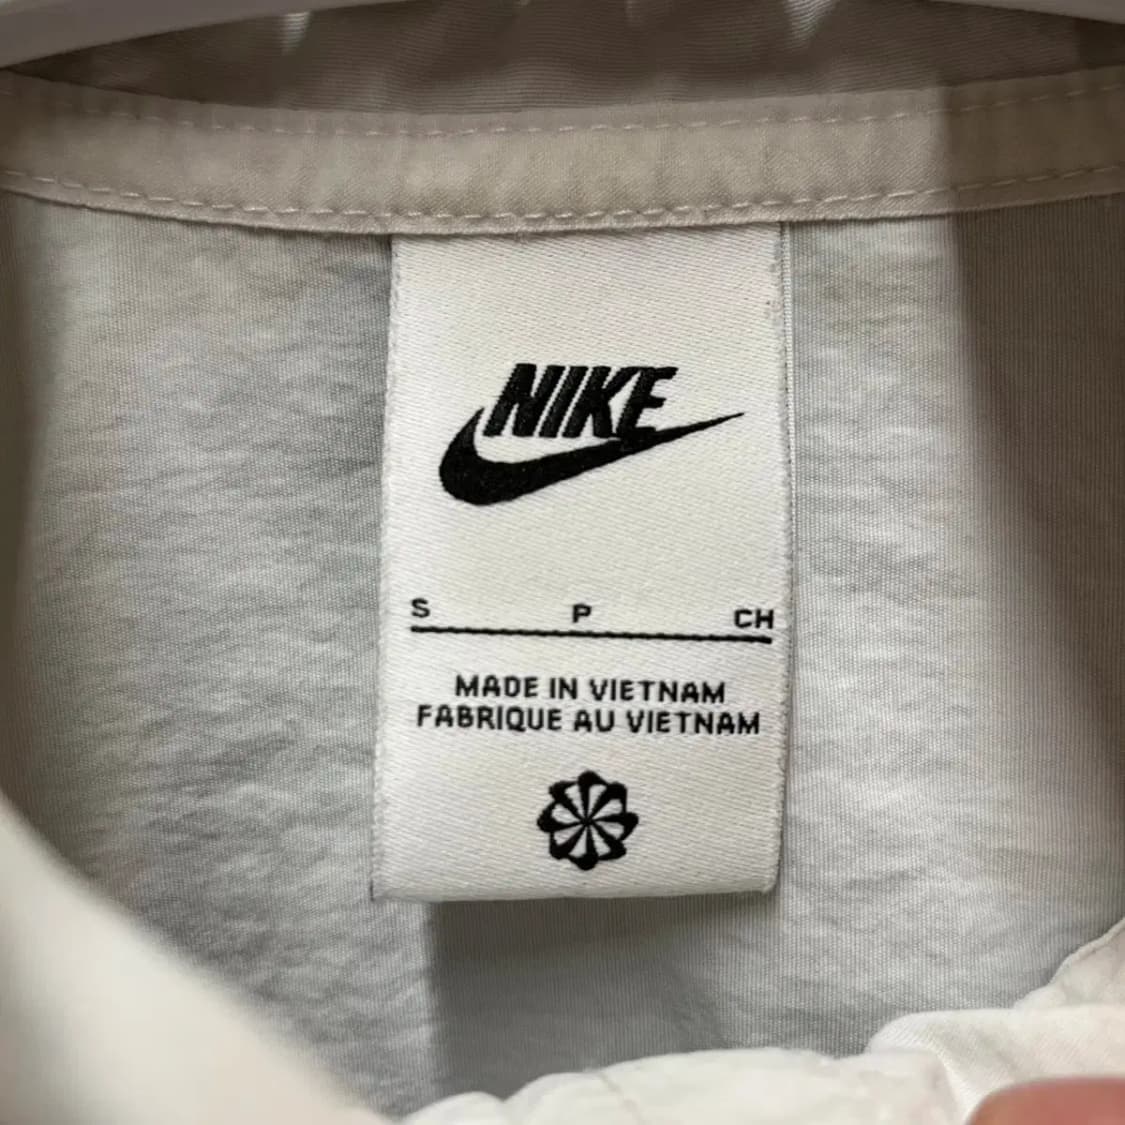 NIKE
S P CH
MADE IN VIETNAM
FABRIQUE AU VIETNAM